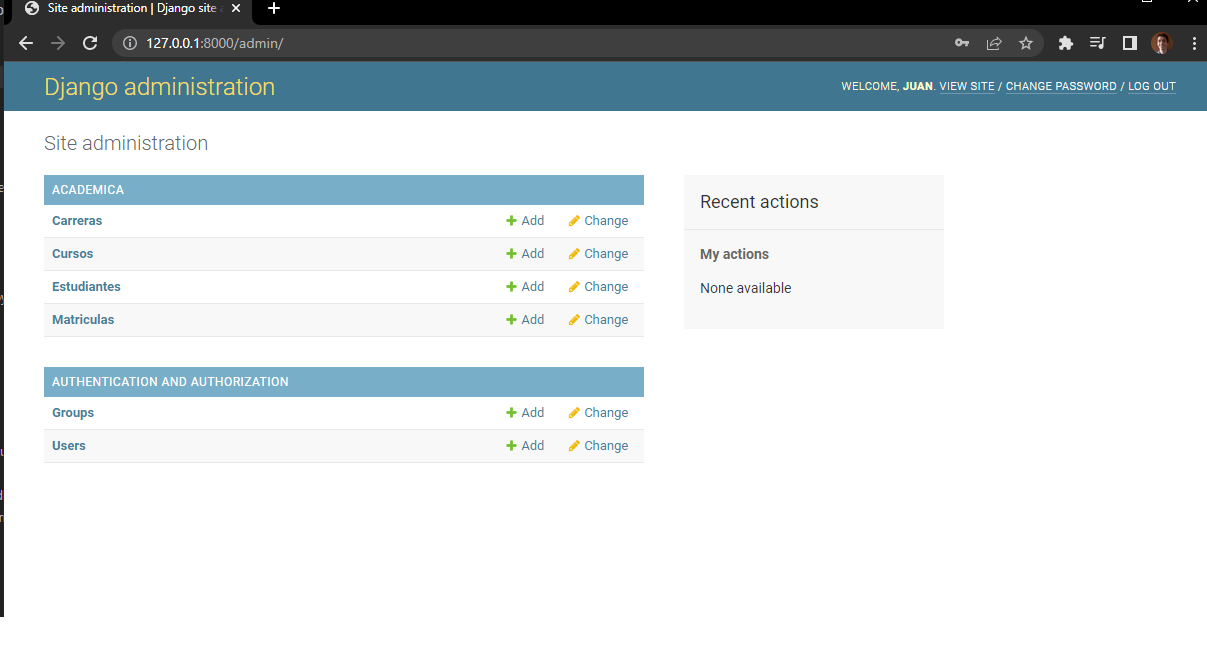 Site administration | Django site
127.0.0.1:8000/admin/
Django administration
WELCOME, JUAN. VIEW SITE / CHANGE PASSWORD / LOG OUT
Site administration
ACADEMICA
Carreras Add Change
Cursos Add Change
Estudiantes Add Change
Matriculas Add Change
AUTHENTICATION AND AUTHORIZATION
Groups Add Change
Users Add Change
Recent actions
My actions
None available